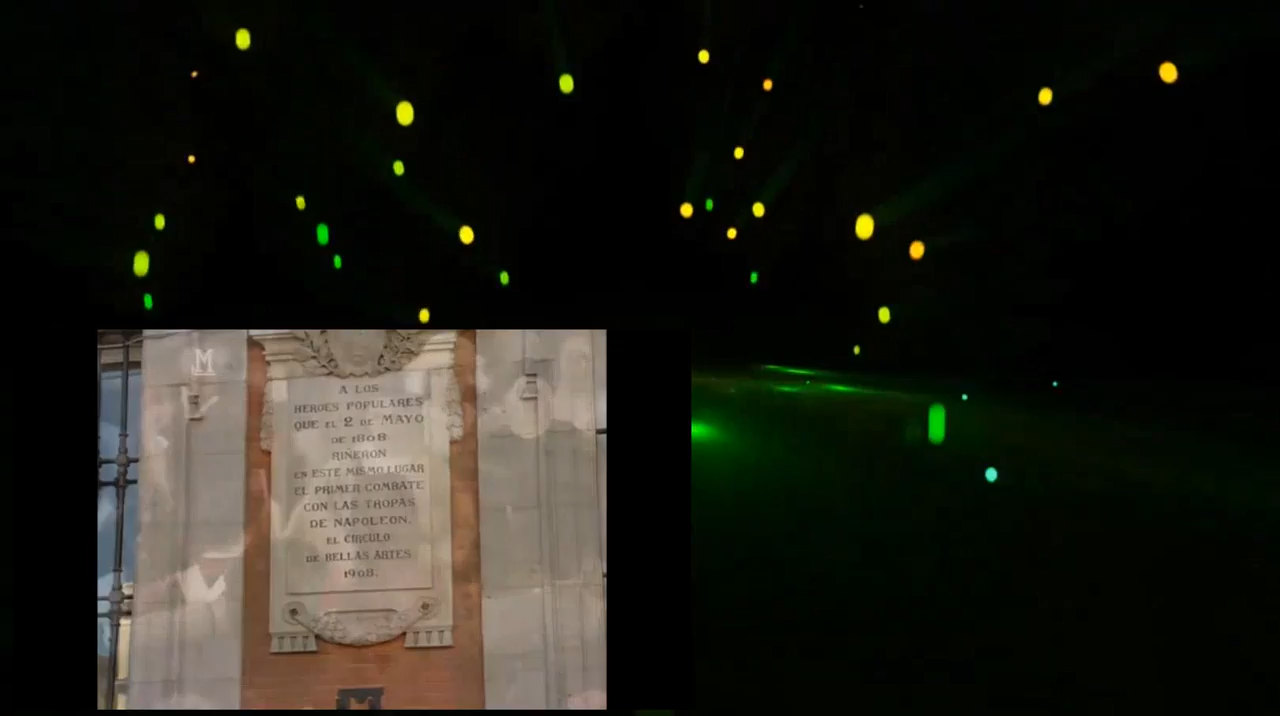 M
A LOS
HEROES POPULARES
QUE EL 2 DE MAYO
DE 1808
RIÑERON
EN ESTE MISMO LUGAR
EL PRIMER COMBATE
CON LAS TROPAS
DE NAPOLEON.
EL CIRCULO
DE BELLAS ARTES
1908.